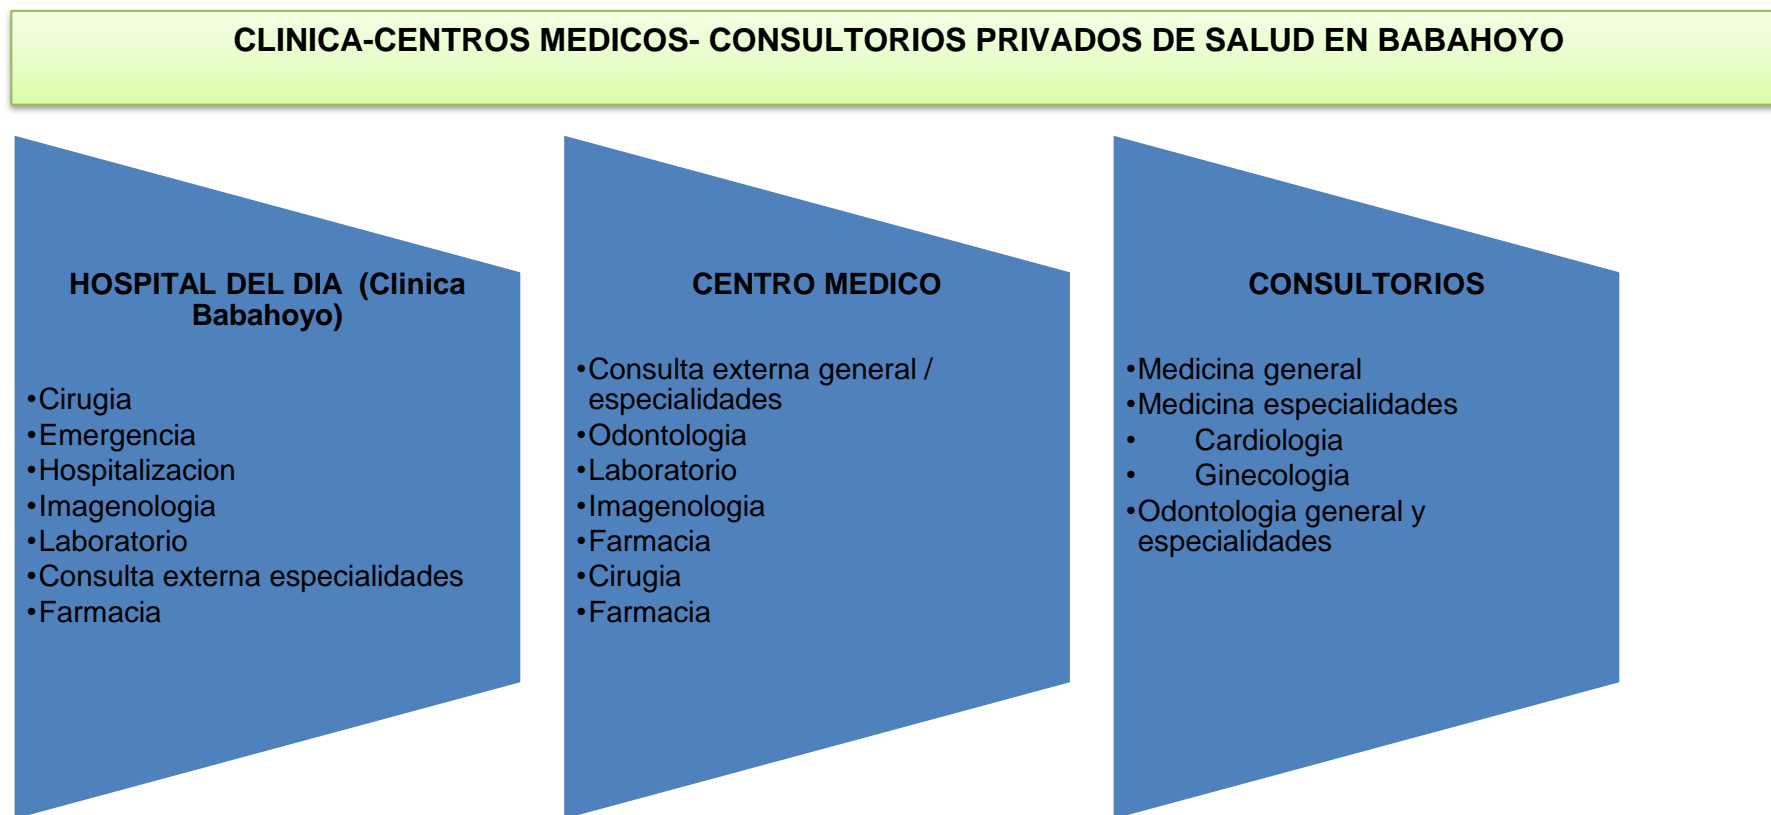 CLINICA-CENTROS MEDICOS- CONSULTORIOS PRIVADOS DE SALUD EN BABAHOYO
HOSPITAL DEL DIA  (Clinica
Babahoyo)
•Cirugia
•Emergencia
•Hospitalizacion
•Imagenologia
•Laboratorio
•Consulta externa especialidades
•Farmacia
CENTRO MEDICO
•Consulta externa general /
especialidades
•Odontologia
•Laboratorio
•Imagenologia
•Farmacia
•Cirugia
•Farmacia
CONSULTORIOS
•Medicina general
•Medicina especialidades
• Cardiologia
• Ginecologia
•Odontologia general y
especialidades